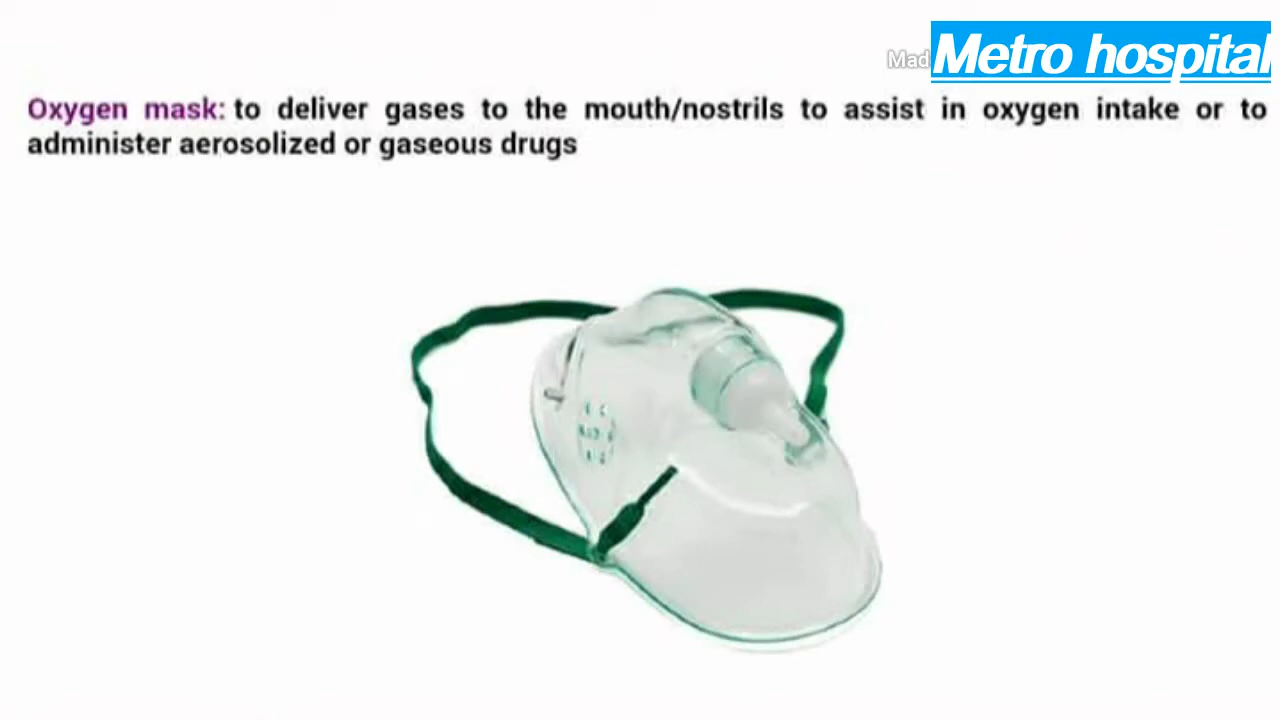 Mad
Metro hospital
Oxygen mask: to deliver gases to the mouth/nostrils to assist in oxygen intake or to
administer aerosolized or gaseous drugs